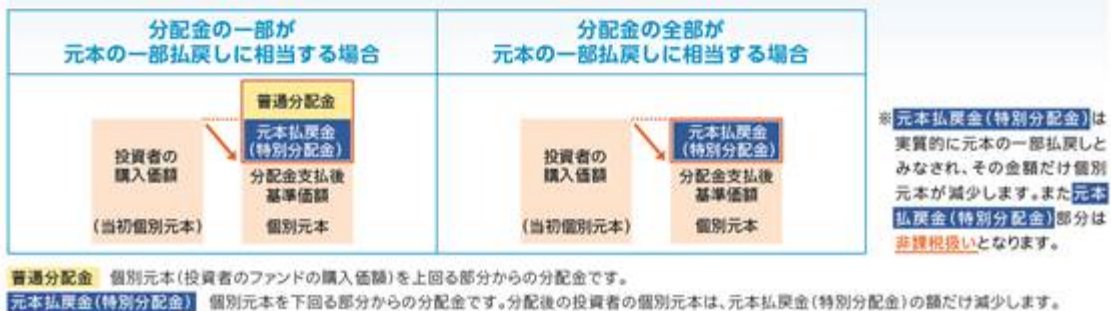 分配金の一部が
元本の一部払戻しに相当する場合
分配金の全部が
元本の一部払戻しに相当する場合
普通分配金
元本払戻金
(特別分配金)
投資者の
購入価額
(当初個別元本)
分配金支払後
基準価額
個別元本
元本払戻金
(特別分配金)
投資者の
購入価額
(当初個別元本)
分配金支払後
基準価額
個別元本
※元本払戻金(特別分配金)は
実質的に元本の一部払戻しと
みなされ、その金額だけ個別
元本が減少します。また元本
払戻金(特別分配金)部分は
非課税扱いとなります。
普通分配金 個別元本(投資者のファンドの購入価額)を上回る部分からの分配金です。
元本払戻金(特別分配金) 個別元本を下回る部分からの分配金です。分配後の投資者の個別元本は、元本払戻金(特別分配金)の額だけ減少します。